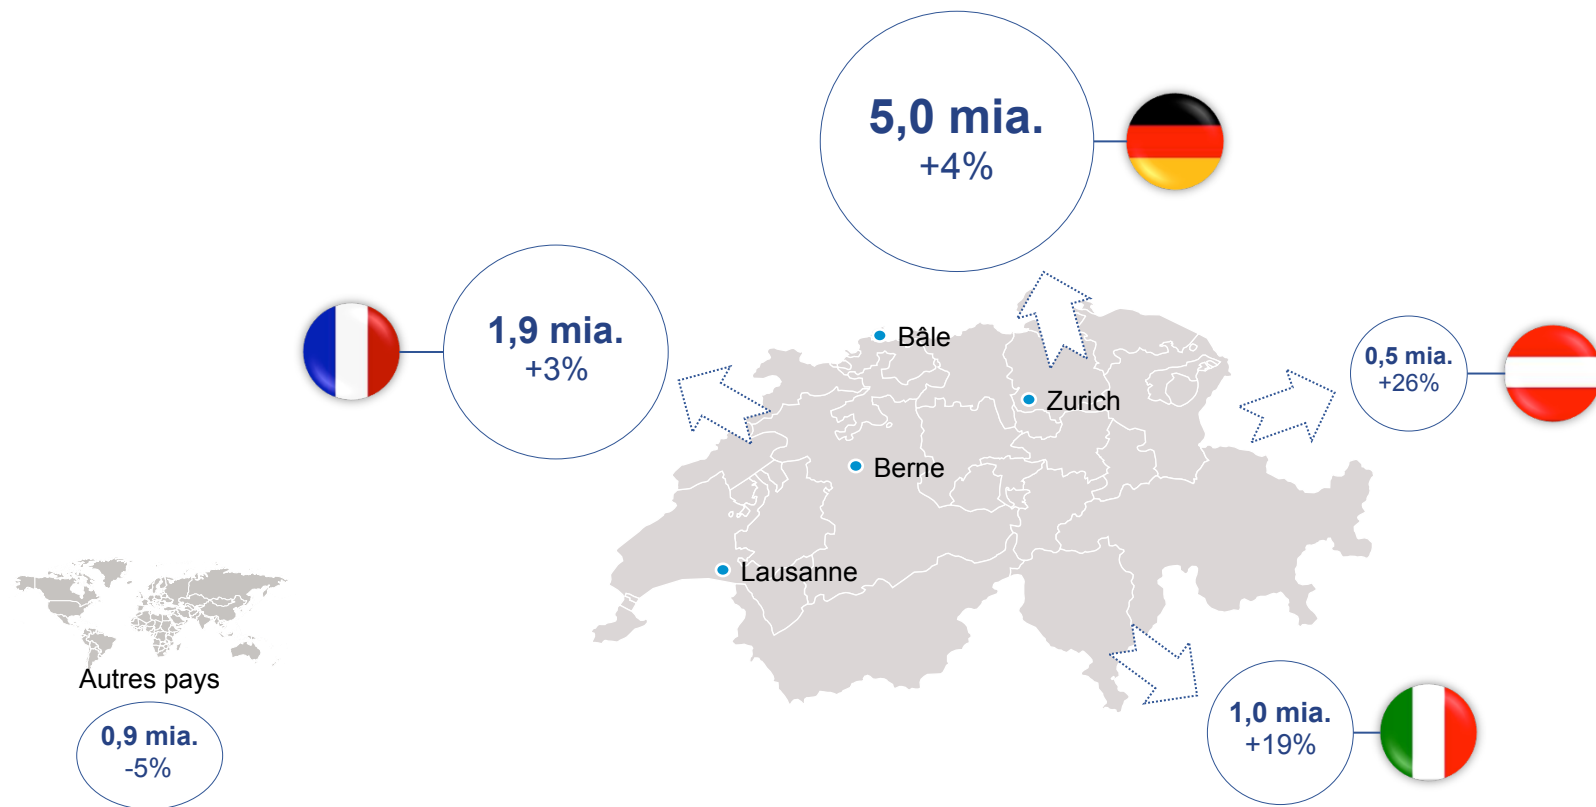 5,0 mia.
+4%
1,9 mia.
+3%
Bâle
0,5 mia.
+26%
Zurich
Berne
Lausanne
Autres pays
0,9 mia.
-5%
1,0 mia.
+19%